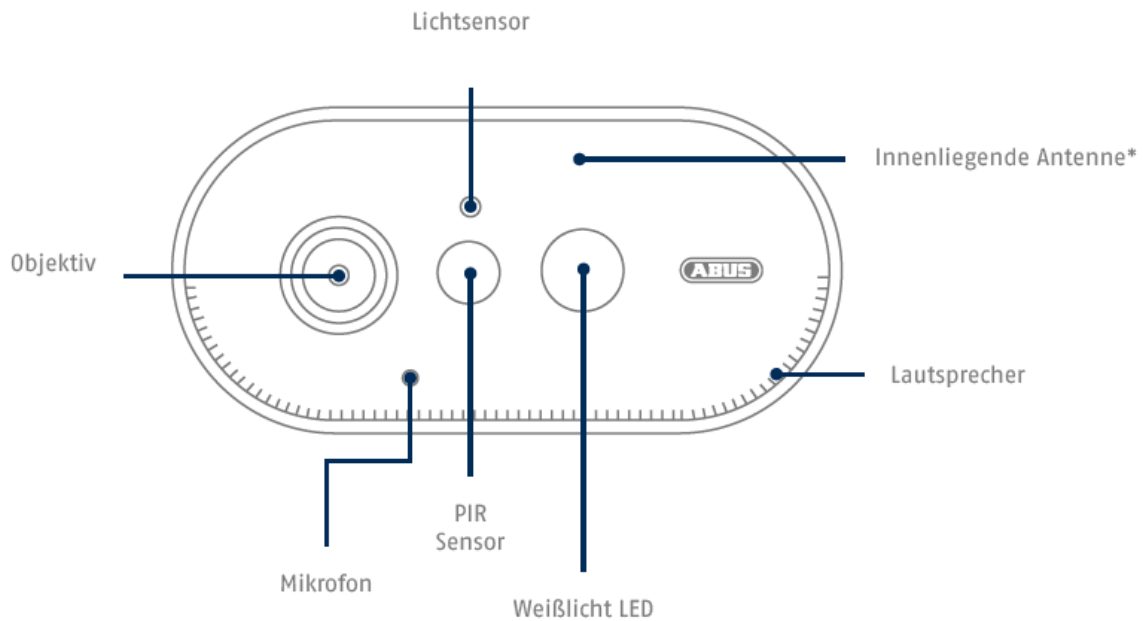 Lichtsensor
Innenliegende Antenne*
Objektiv
ABUS
Lautsprecher
PIR
Sensor
Mikrofon
Weißlicht LED